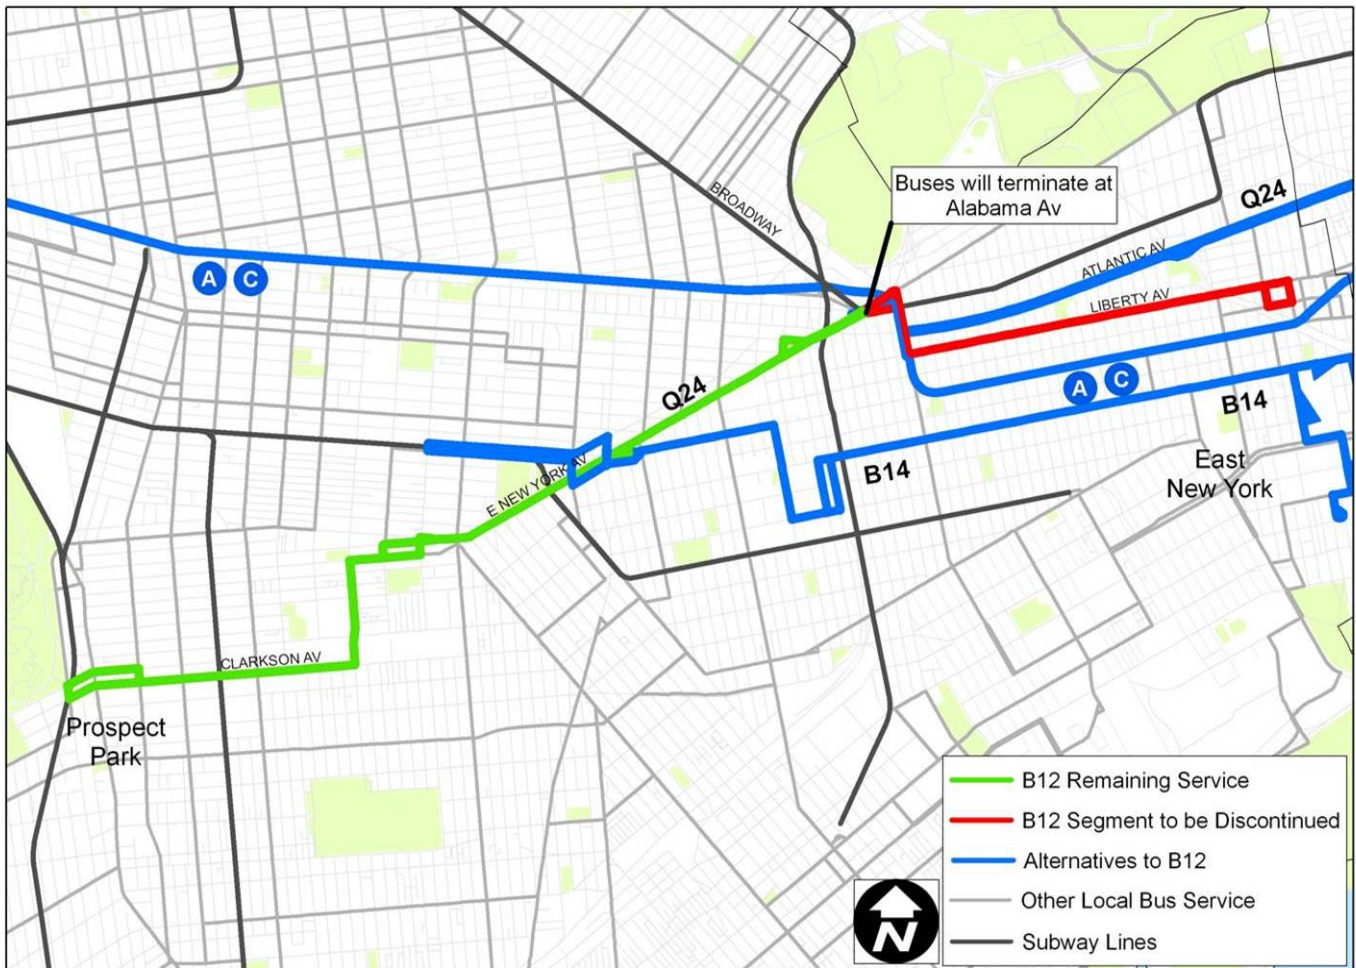 Buses will terminate at
Alabama Av
BROADWAY
Q24
ATLANTIC AV
LIBERTY AV
A C
Q24
A C
B14
B14
East
New York
E NEW YORK AV
CLARKSON AV
Prospect
Park
B12 Remaining Service
B12 Segment to be Discontinued
Alternatives to B12
Other Local Bus Service
Subway Lines
N